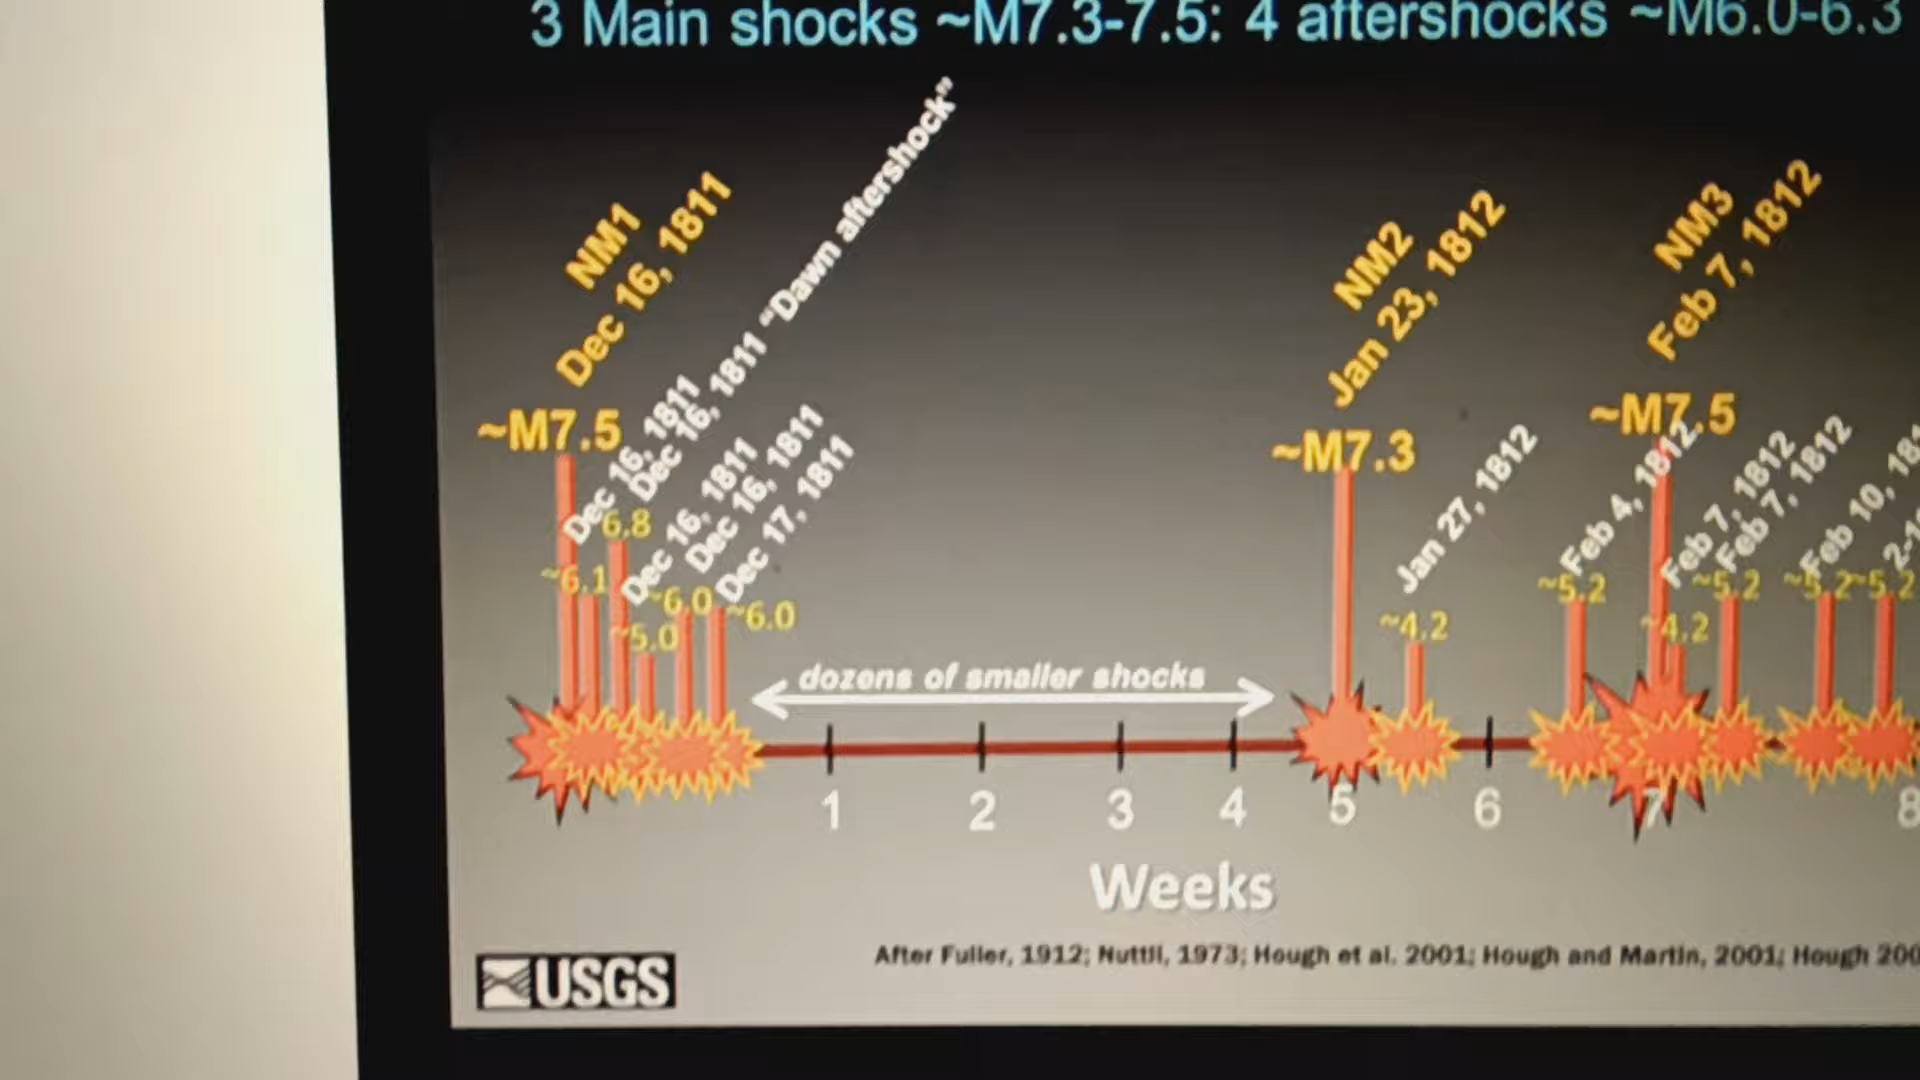 3 Main shocks ~M7.3-7.5: 4 aftershocks ~M6.0-6.3
NM1
Dec 16, 1811
~M7.5
Dec 16, 1811
~6.1
Dec 16, 1811 “Dawn aftershock”
6.8
Dec 16, 1811
~5.0
Dec 16, 1811
~6.0
Dec 17, 1811
~6.0
dozens of smaller shocks
NM2
Jan 23, 1812
~M7.3
Jan 27, 1812
~4.2
Feb 4, 1812
~5.2
NM3
Feb 7, 1812
~M7.5
Feb 7, 1812
~4.2
Feb 7, 1812
~5.2
Feb 10, 181
~5.2
~5.2
1 2 3 4 5 6 7 8
Weeks
After Fuller, 1912; Nuttli, 1973; Hough et al. 2001; Hough and Martin, 2001; Hough 200
USGS